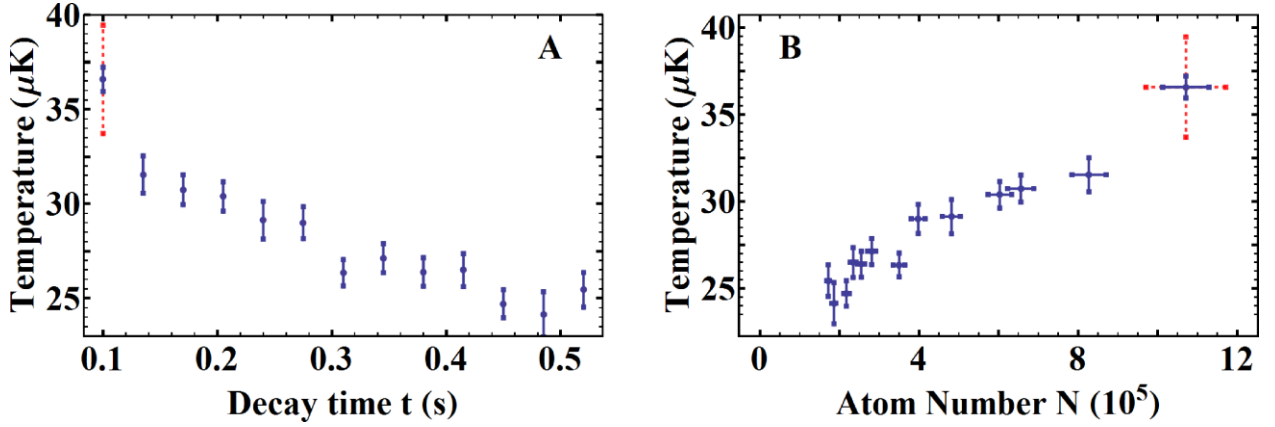 A
Temperature (μK)
40
35
30
25
0.1
0.2
0.3
0.4
0.5
Decay time t (s)
B
Temperature (μK)
40
35
30
25
0
4
8
12
Atom Number N (10⁵)